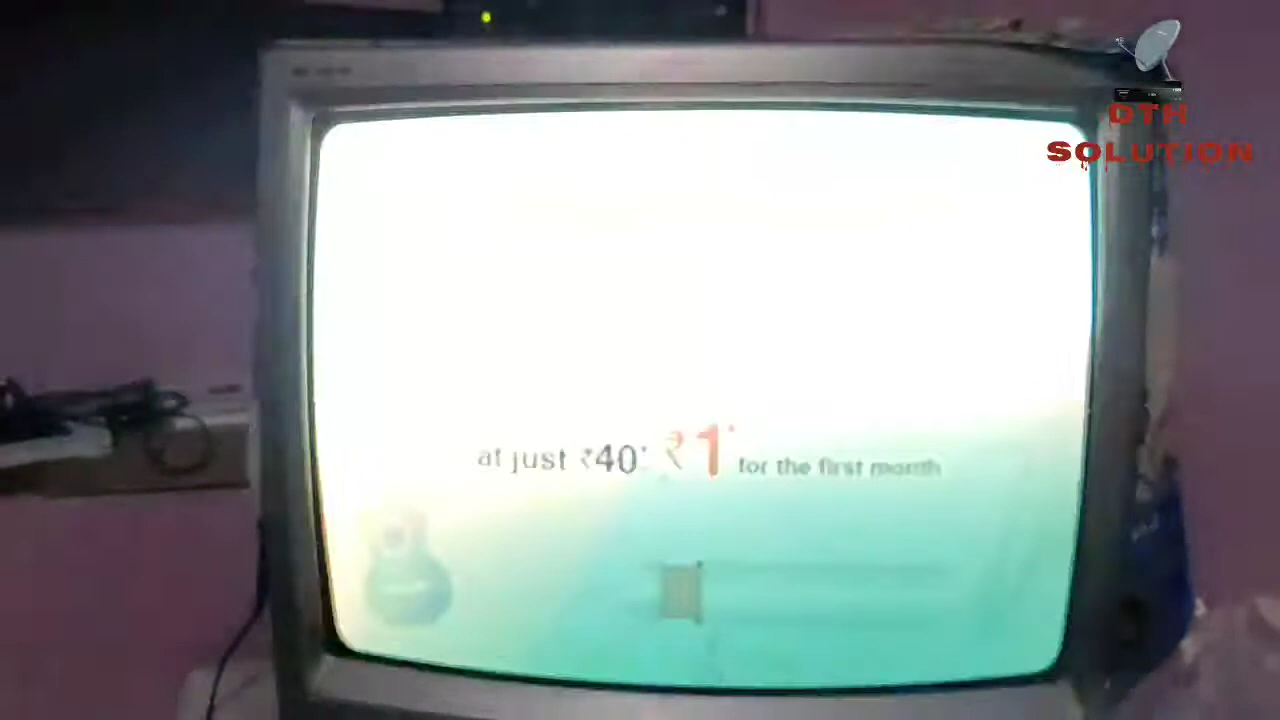 DTH
SOLUTION
at just ₹40* ₹1* for the first month